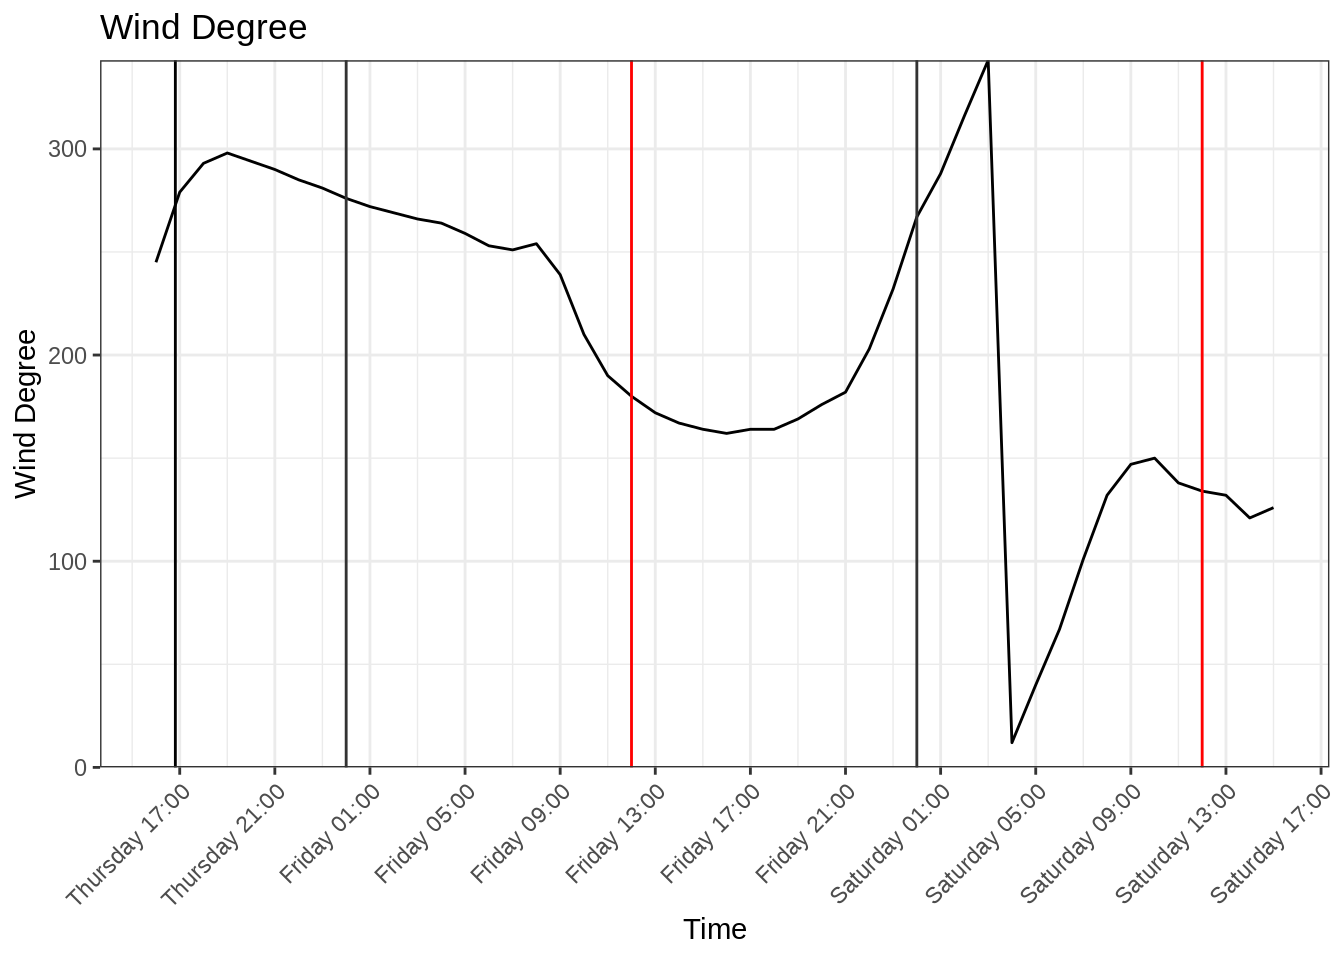 Wind Degree
Wind Degree
300
200
100
0
Thursday 17:00
Thursday 21:00
Friday 01:00
Friday 05:00
Friday 09:00
Friday 13:00
Friday 17:00
Friday 21:00
Saturday 01:00
Saturday 05:00
Saturday 09:00
Saturday 13:00
Saturday 17:00
Time